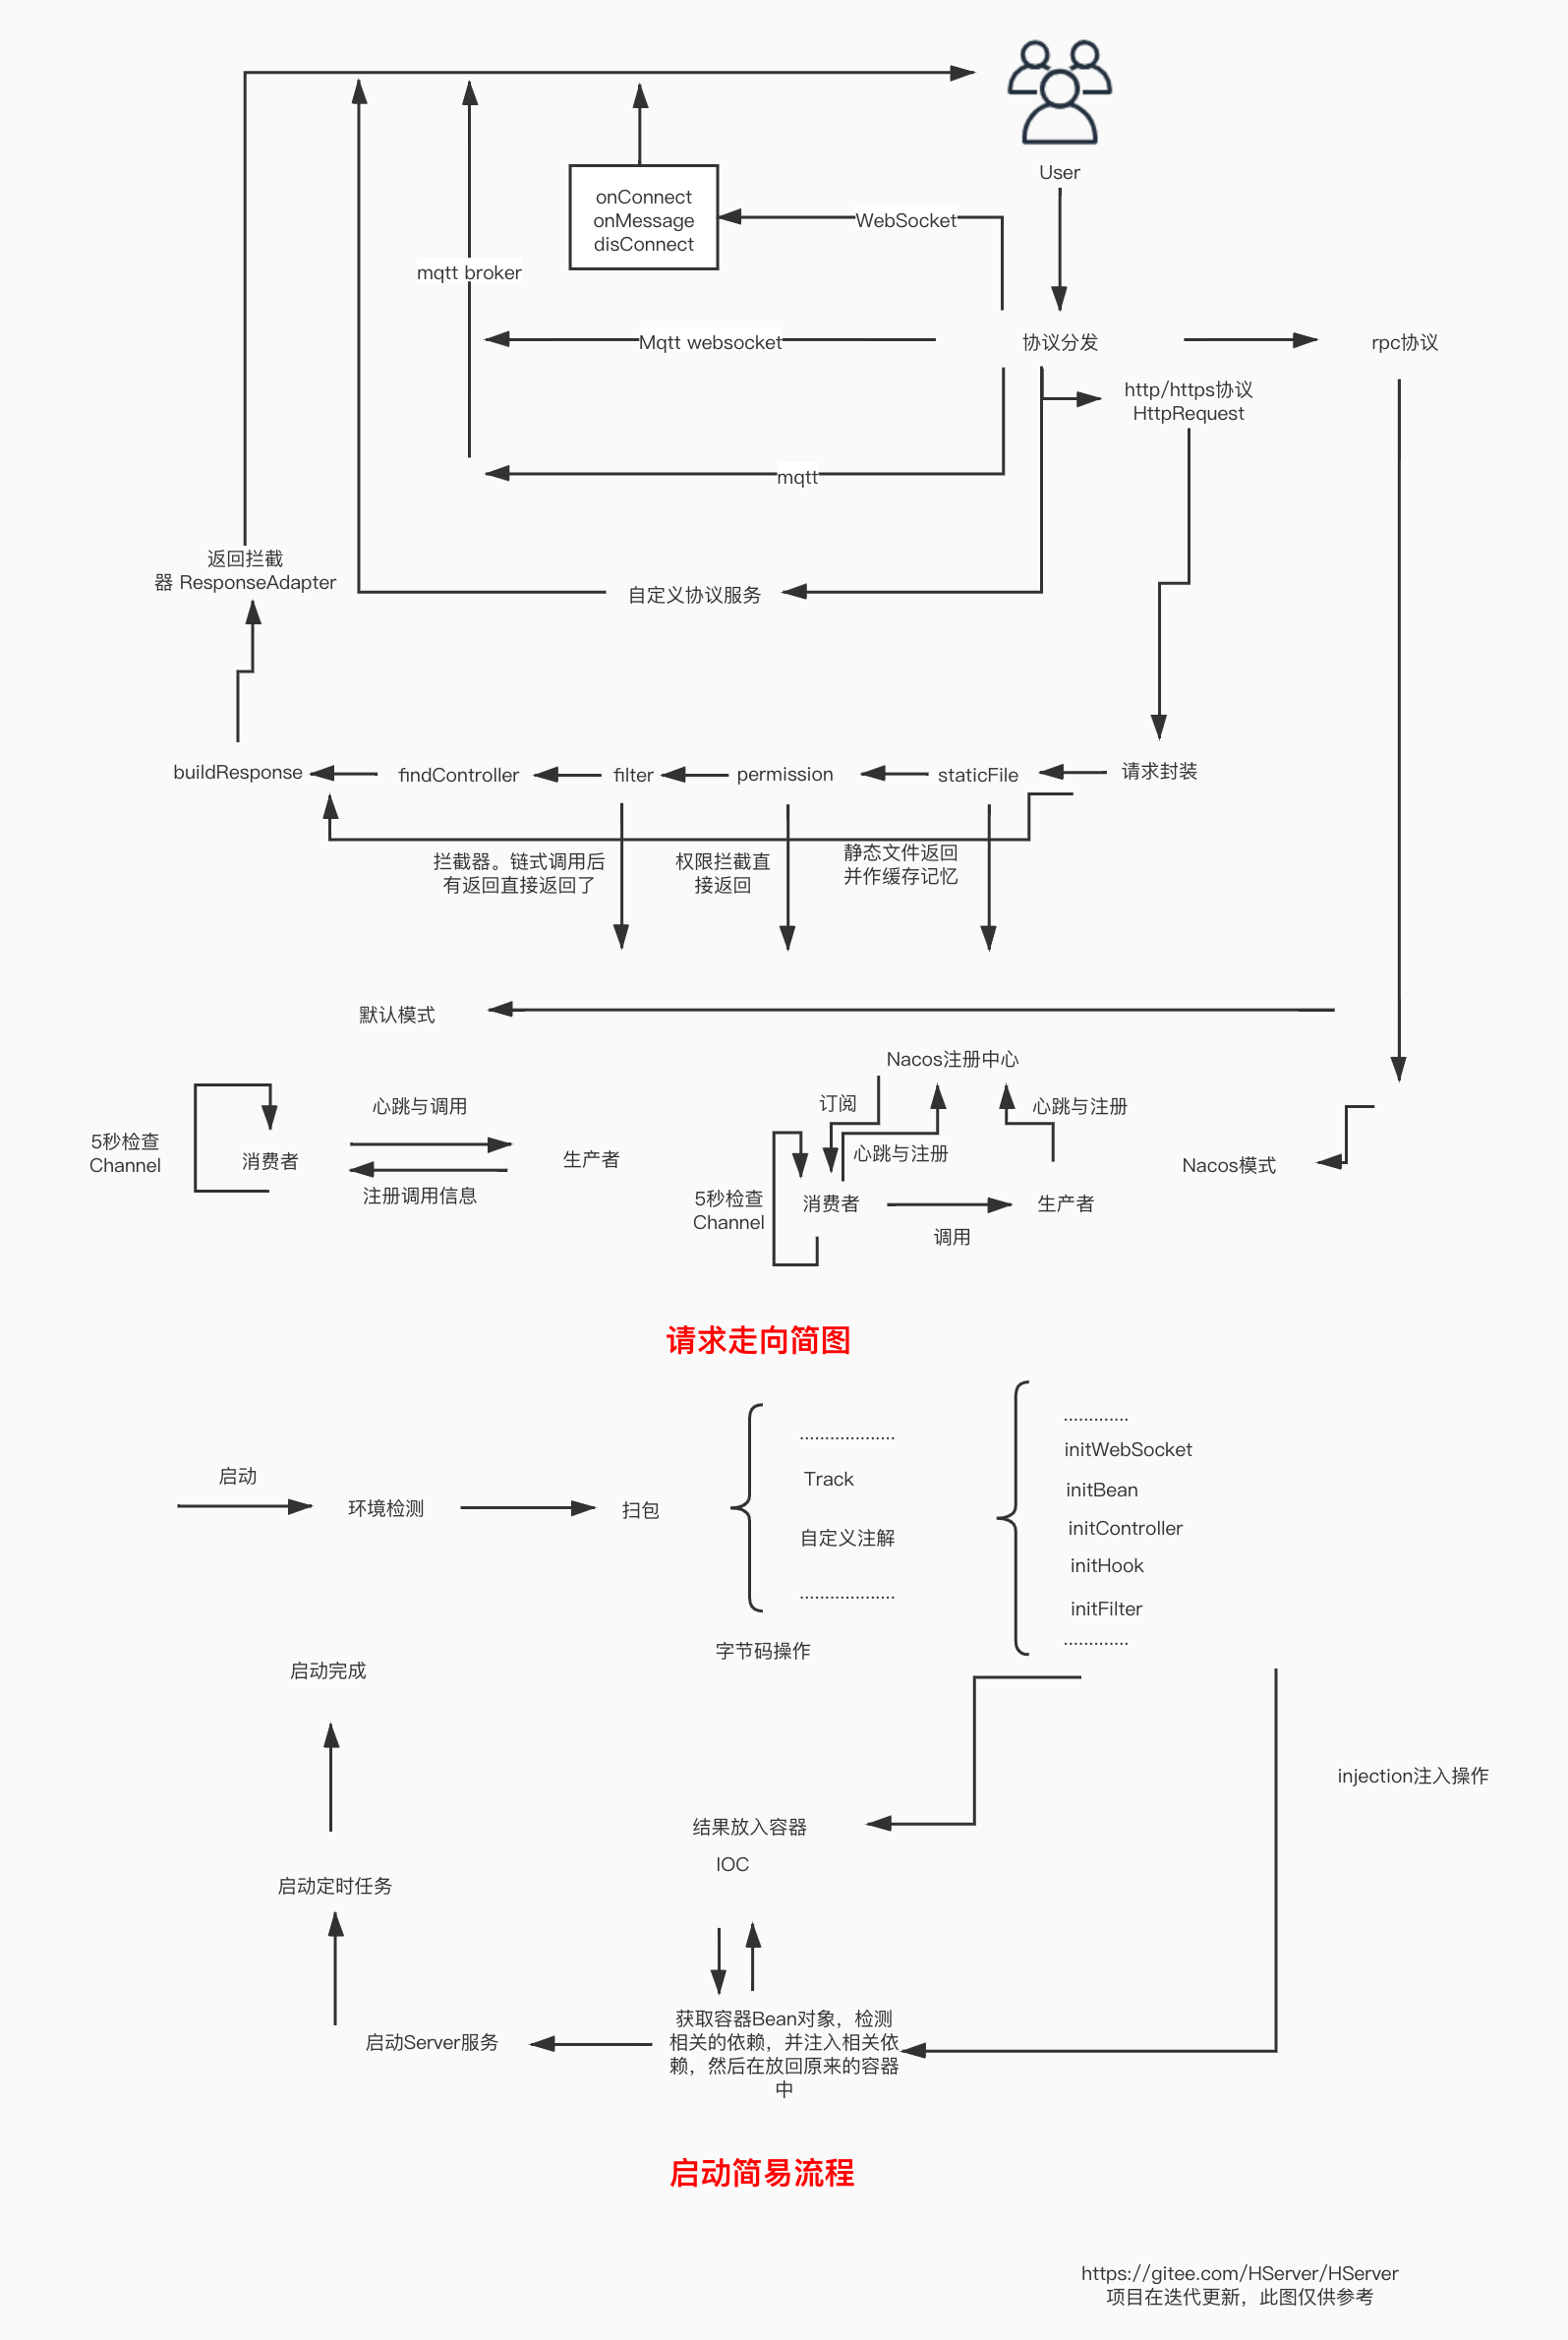 User
onConnect
onMessage
disConnect
WebSocket
mqtt broker
Mqtt websocket
协议分发
rpc协议
http/https协议
HttpRequest
mqtt
返回拦截
器 ResponseAdapter
自定义协议服务
buildResponse
findController
filter
permission
staticFile
请求封装
拦截器。链式调用后
有返回直接返回了
权限拦截直
接返回
静态文件返回
并作缓存记忆
默认模式
Nacos注册中心
心跳与调用
订阅
心跳与注册
5秒检查
Channel
消费者
生产者
心跳与注册
Nacos模式
注册调用信息
5秒检查
Channel
消费者
生产者
调用
请求走向简图
.............
...................
initWebSocket
启动
Track
initBean
环境检测
扫包
initController
自定义注解
initHook
...................
initFilter
.............
字节码操作
启动完成
injection注入操作
结果放入容器
IOC
启动定时任务
获取容器Bean对象，检测
相关的依赖，并注入相关依
赖，然后在放回原来的容器
中
启动Server服务
启动简易流程
https://gitee.com/HServer/HServer
项目在迭代更新，此图仅供参考